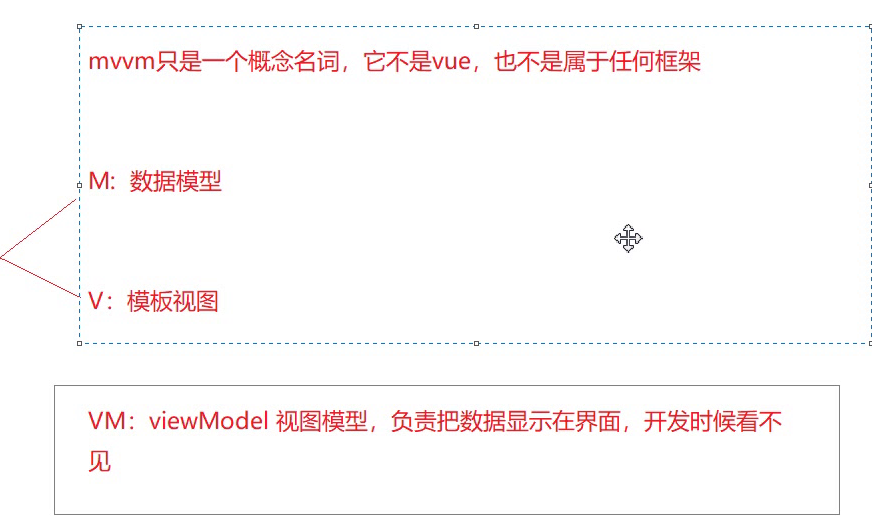 mvvm只是一个概念名词，它不是vue，也不是属于任何框架
M：数据模型
V：模板视图
VM：viewModel 视图模型，负责把数据显示在界面，开发时候看不
见